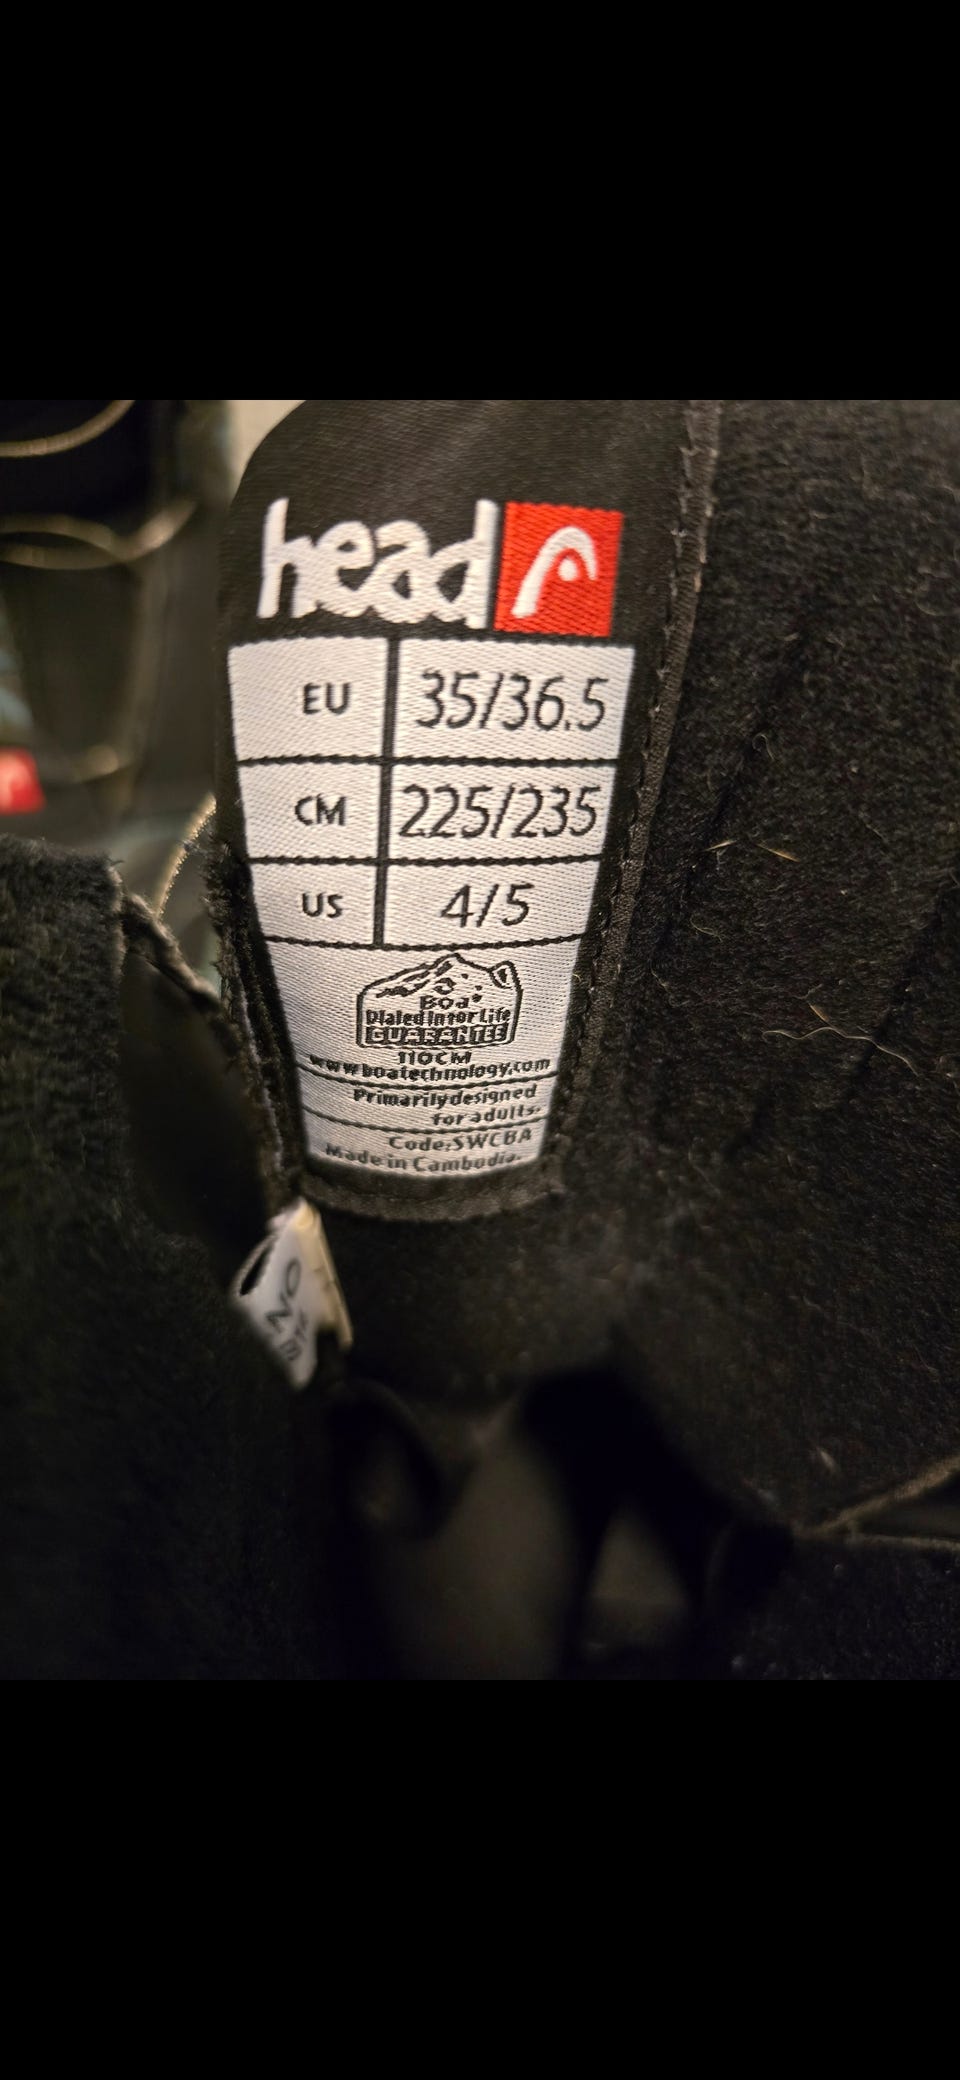 head
EU 35/36.5
CM 225/235
US 4/5
Boa®
Dialed In for Life
GUARANTEE
110CM
www.boatechnology.com
Primarily designed
for adults.
Code:SWCBA
Made in Cambodia.